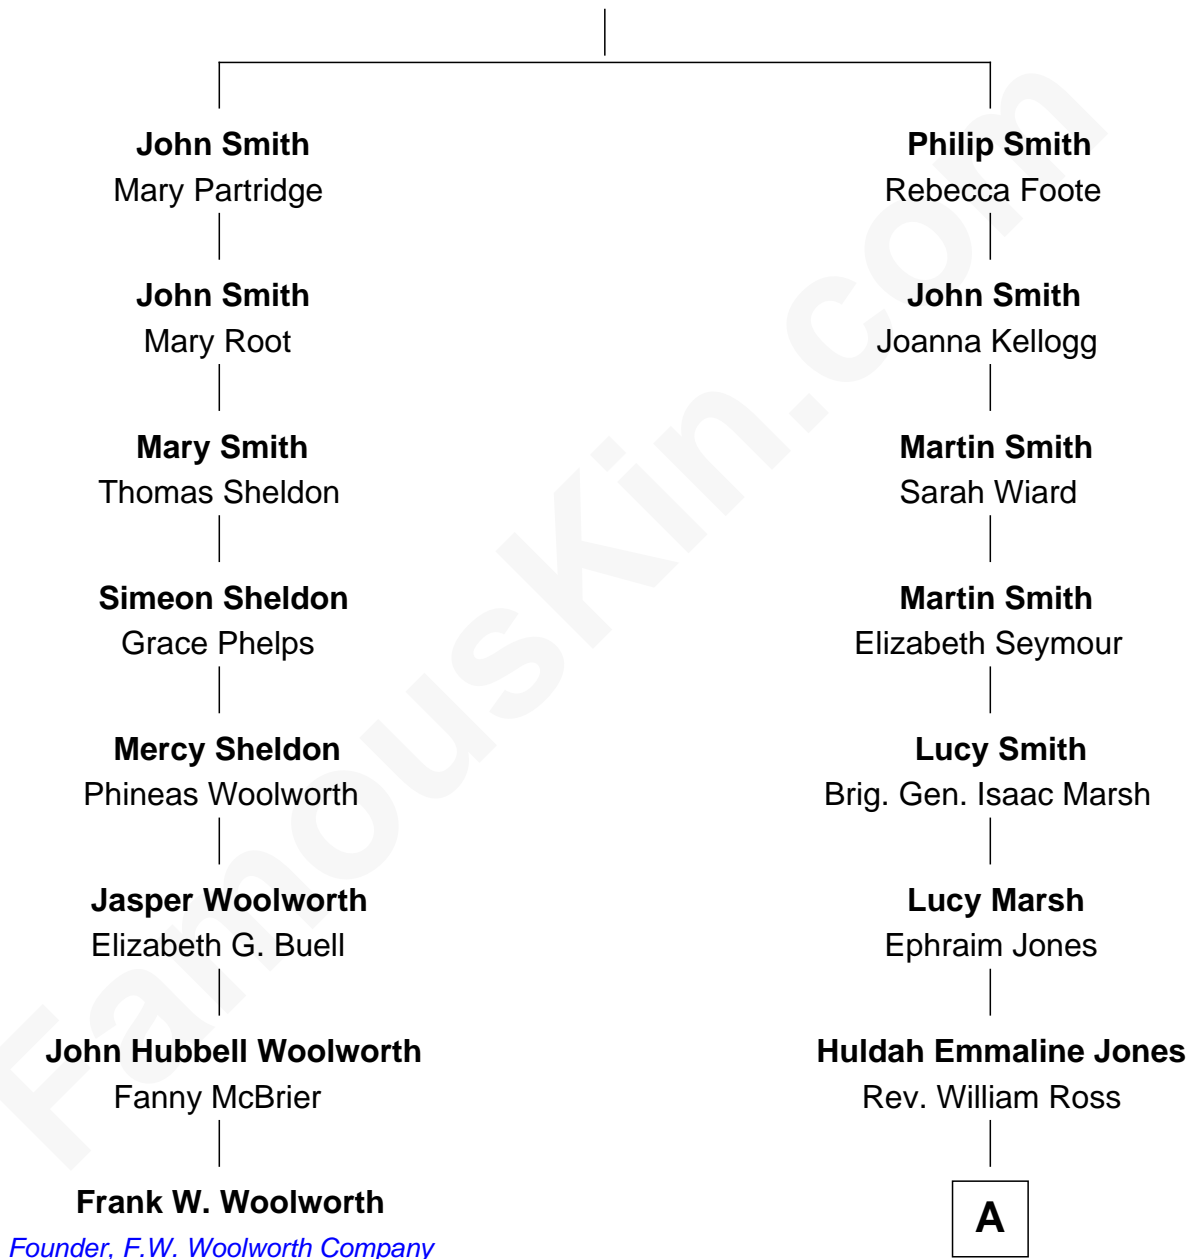 John Smith
Mary Partridge
John Smith
Mary Root
Mary Smith
Thomas Sheldon
Simeon Sheldon
Grace Phelps
Mercy Sheldon
Phineas Woolworth
Jasper Woolworth
Elizabeth G. Buell
John Hubbell Woolworth
Fanny McBrier
Frank W. Woolworth
Founder, F.W. Woolworth Company
Philip Smith
Rebecca Foote
John Smith
Joanna Kellogg
Martin Smith
Sarah Wiard
Martin Smith
Elizabeth Seymour
Lucy Smith
Brig. Gen. Isaac Marsh
Lucy Marsh
Ephraim Jones
Huldah Emmaline Jones
Rev. William Ross
A
FamousKin.com